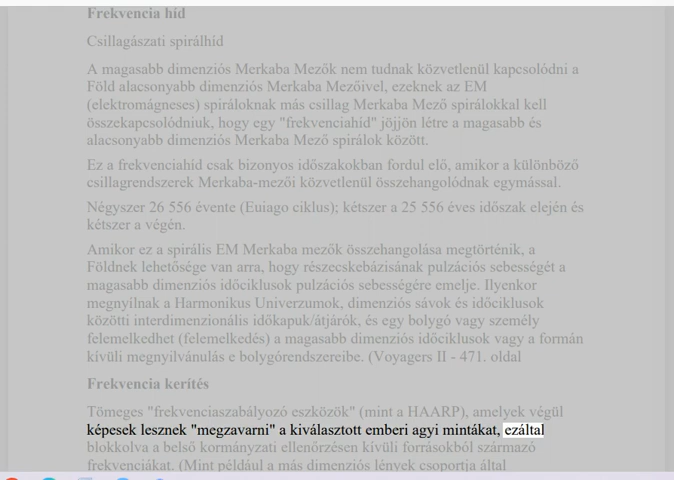 Frekvencia híd
Csillagászati spirálhíd
A magasabb dimenziós Merkaba Mezők nem tudnak közvetlenül kapcsolódni a
Föld alacsonyabb dimenziós Merkaba Mezőivel, ezeknek az EM
(elektromágneses) spiráloknak más csillag Merkaba Mező spirálokkal kell
összekapcsolódniuk, hogy egy "frekvenciahíd" jöjjön létre a magasabb és
alacsonyabb dimenziós Merkaba Mező spirálok között.
Ez a frekvenciahíd csak bizonyos időszakokban fordul elő, amikor a különböző
csillagrendszerek Merkaba-mezői közvetlenül összehangolódnak egymással.
Négyszer 26 556 évente (Euiago ciklus); kétszer a 25 556 éves időszak elején és
kétszer a végén.
Amikor ez a spirális EM Merkaba mezők összehangolása megtörténik, a
Földnek lehetősége van arra, hogy részecskebázisának pulzációs sebességét a
magasabb dimenziós időciklusok pulzációs sebességére emelje. Ilyenkor
megnyílnak a Harmonikus Univerzumok, dimenziós sávok és időciklusok
közötti interdimenzionális időkapuk/átjárók, és egy bolygó vagy személy
felemelkedhet (felemelkedés) a magasabb dimenziós időciklusok vagy a formán
kívüli megnyilvánulás e bolygórendszereibe. (Voyagers II - 471. oldal
Frekvencia kerítés
Tömeges "frekvenciaszabályozó eszközök" (mint a HAARP), amelyek végül
képesek lesznek "megzavarni" a kiválasztott emberi agyi mintákat, ezáltal
blokkolva a belső kormányzati ellenőrzésen kívüli forrásokból származó
frekvenciákat. (Mint például a más dimenziós lények csoportja által